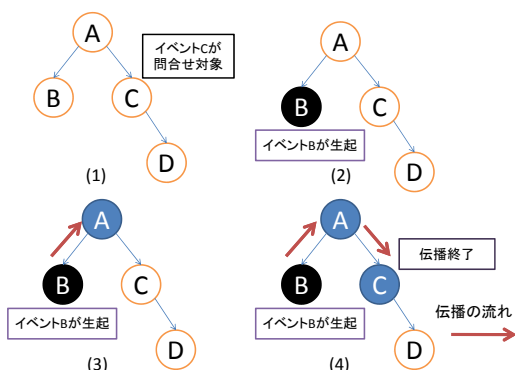 A
イベントCが
問合せ対象
B
C
D
(1)
A
B
C
イベントBが生起
D
(2)
A
B
C
イベントBが生起
D
(3)
A
伝播終了
B
C
伝播の流れ
イベントBが生起
D
(4)